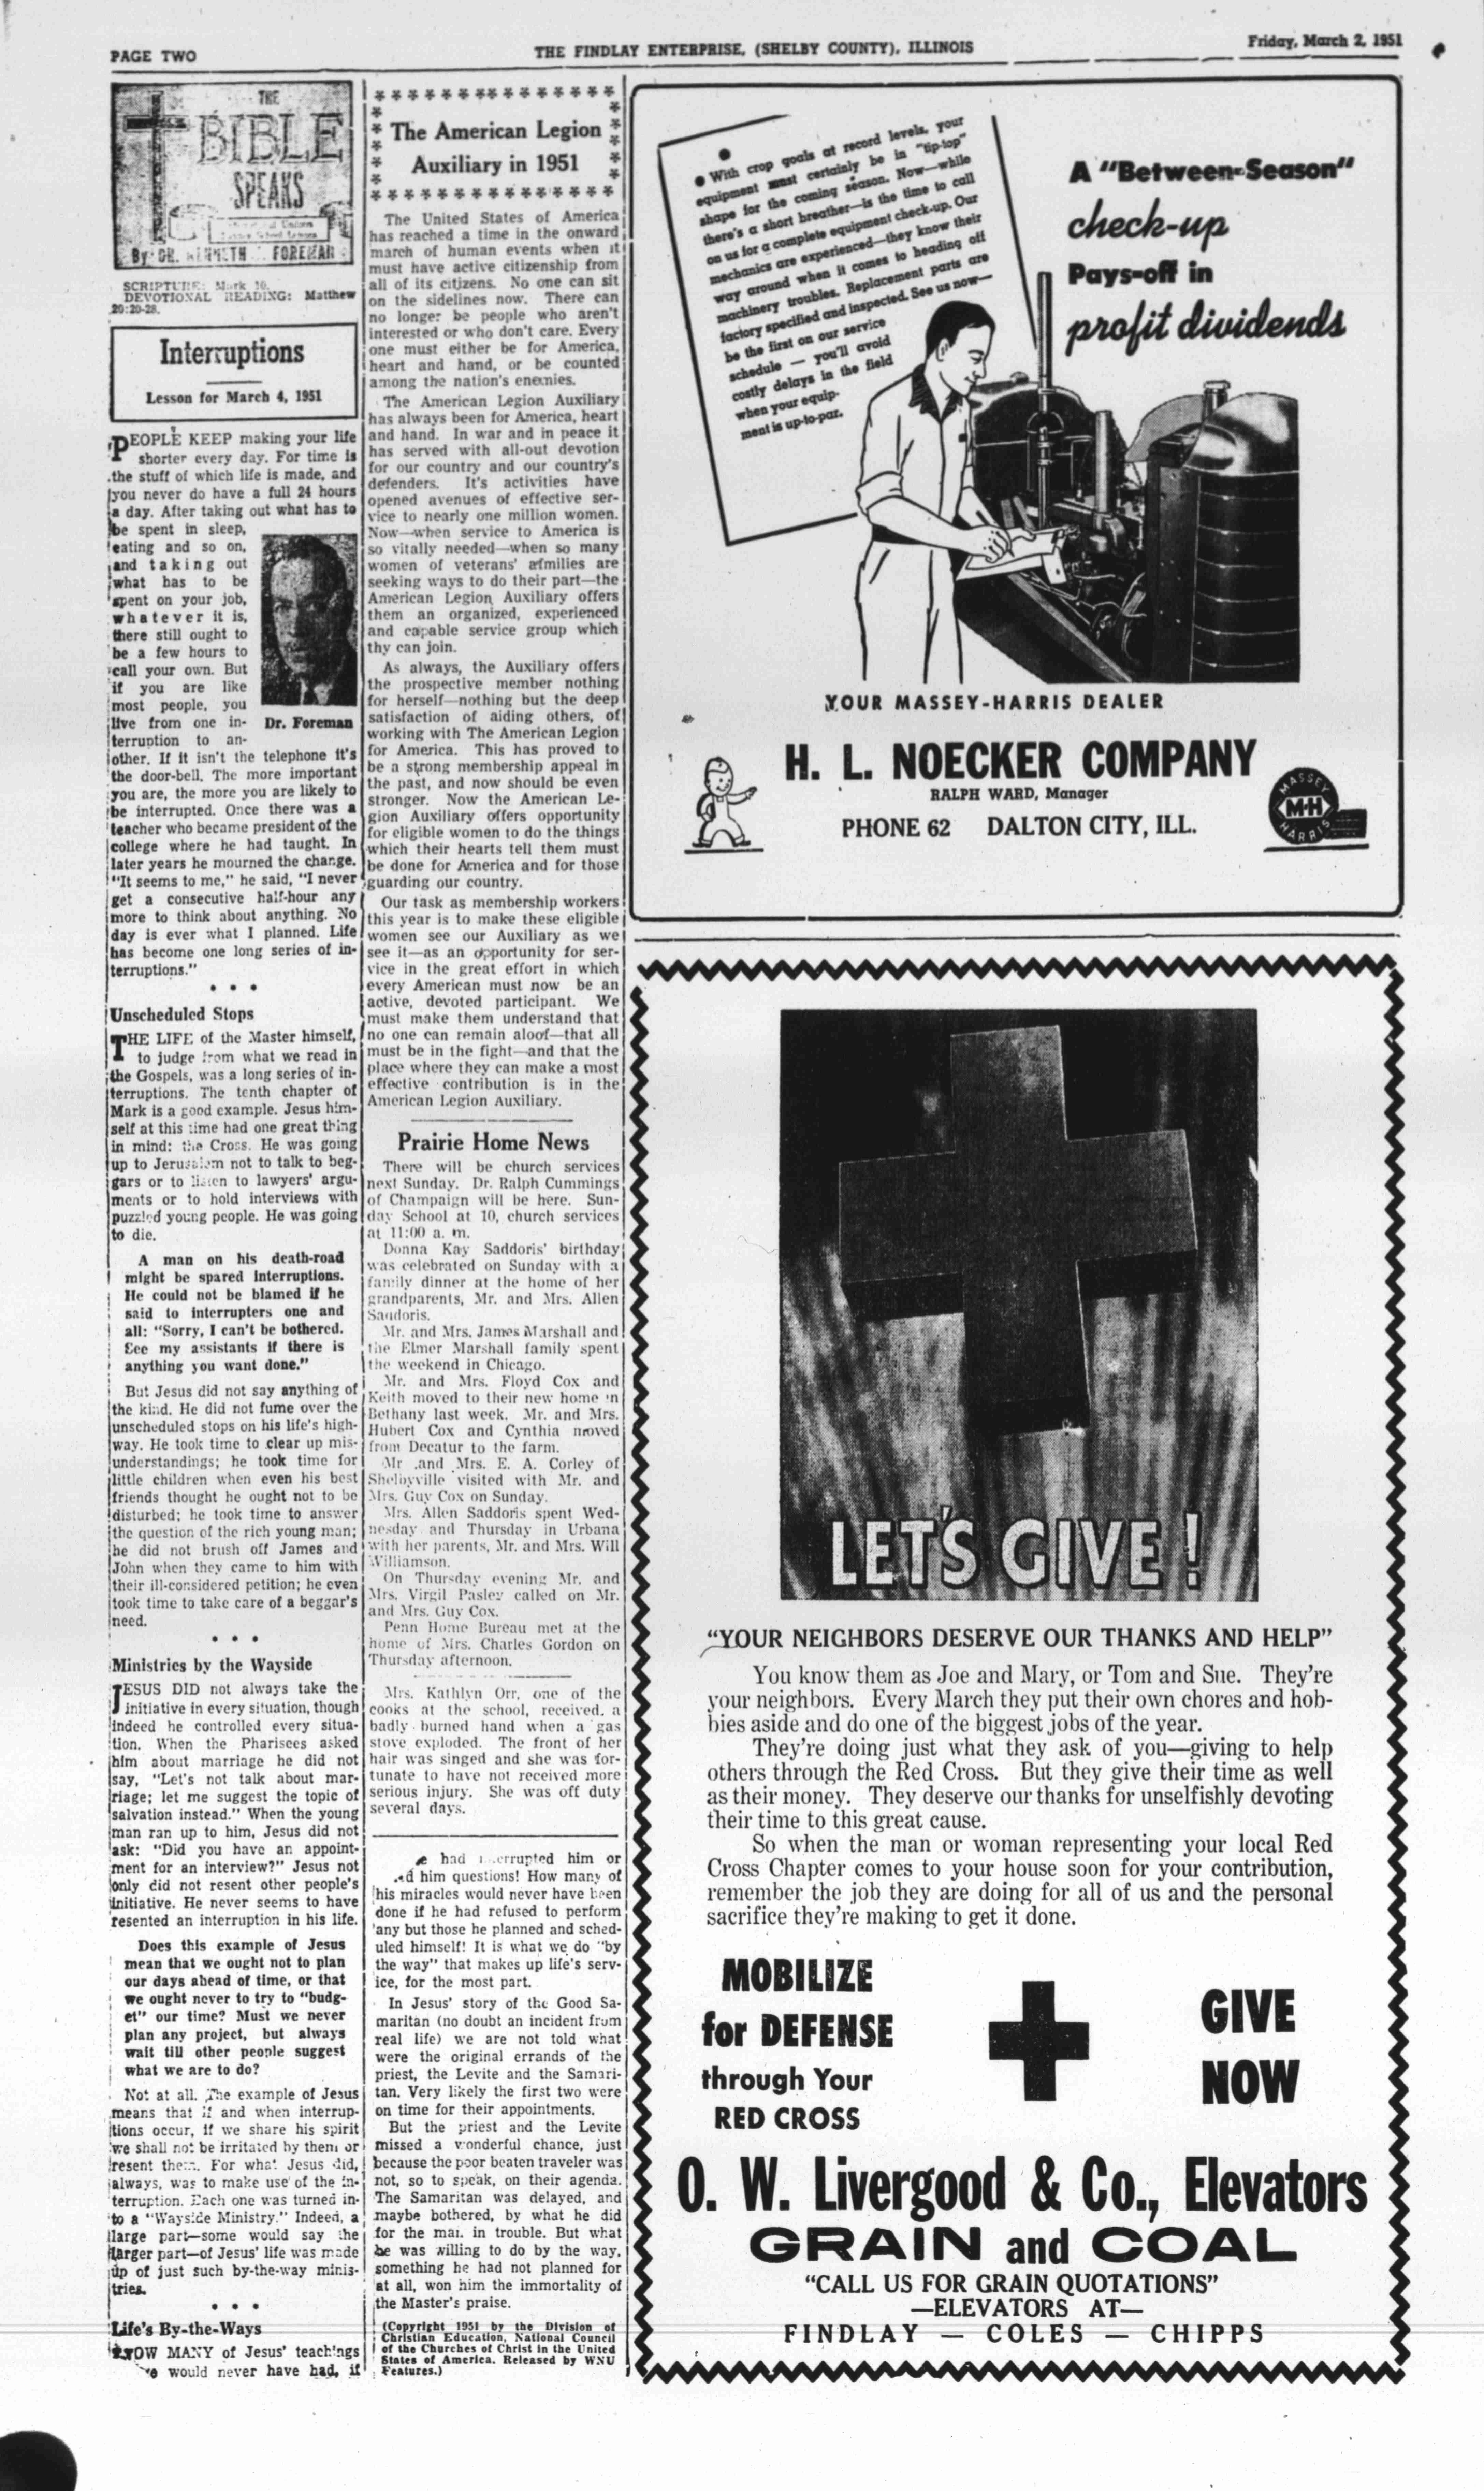 PAGE TWO
THE FINDLAY ENTERPRISE, (SHELBY COUNTY), ILLINOIS
Friday, March 2, 1951
THE
BIBLE
SPEAKS
FOREMAN
SCRIPTURE: Mark 10.
DEVOTIONAL READING: Matthew
20:20-28.
Interruptions
Lesson for March 4, 1951
PEOPLE KEEP making your life
shorter every day. For time is
the stuff of which life is made, and
you never do have a full 24 hours
a day. After taking out what has to
be spent in sleep,
eating and so on,
and taking out
what has to be
spent on your job,
whatever it is,
there still ought to
be a few hours to
call your own. But
if you are like
most people, you
live from one in-
terruption to an-
Dr. Foreman
other. If it isn't the telephone it's
the door-bell. The more important
you are, the more you are likely to
be interrupted. Once there was a
teacher who became president of the
college where he had taught. In
later years he mourned the change.
"It seems to me," he said, "I never
get a consecutive half-hour any
more to think about anything. No
day is ever what I planned. Life
has become one long series of in-
terruptions."
• • •
Unscheduled Stops
THE LIFE of the Master himself,
to judge from what we read in
the Gospels, was a long series of in-
terruptions. The tenth chapter of
Mark is a good example. Jesus him-
self at this time had one great thing
in mind: the Cross. He was going
up to Jerusalem not to talk to beg-
gars or to listen to lawyers' argu-
ments or to hold interviews with
puzzled young people. He was going
to die.
A man on his death-road
might be spared interruptions.
He could not be blamed if he
said to interrupters one and
all: "Sorry, I can't be bothered.
See my assistants if there is
anything you want done."
But Jesus did not say anything of
the kind. He did not fume over the
unscheduled stops on his life's high-
way. He took time to clear up mis-
understandings; he took time for
little children when even his best
friends thought he ought not to be
disturbed; he took time to answer
the question of the rich young man;
he did not brush off James and
John when they came to him with
their ill-considered petition; he even
took time to take care of a beggar's
need.
• • •
Ministries by the Wayside
JESUS DID not always take the
initiative in every situation, though
indeed he controlled every situa-
tion. When the Pharisees asked
him about marriage he did not
say, "Let's not talk about mar-
riage; let me suggest the topic of
salvation instead." When the young
man ran up to him, Jesus did not
ask: "Did you have an appoint-
ment for an interview?" Jesus not
only did not resent other people's
initiative. He never seems to have
resented an interruption in his life.
Does this example of Jesus
mean that we ought not to plan
our days ahead of time, or that
we ought never to try to "budg-
et" our time? Must we never
plan any project, but always
wait till other people suggest
what we are to do?
Not at all. The example of Jesus
means that if and when interrup-
tions occur, if we share his spirit
we shall not be irritated by them or
resent them. For what Jesus did,
always, was to make use of the in-
terruption. Each one was turned in-
to a "Wayside Ministry." Indeed, a
large part—some would say the
larger part—of Jesus' life was made
up of just such by-the-way minis-
tries.
• • •
Life's By-the-Ways
HOW MANY of Jesus' teachings
we would never have had, if
The American Legion
Auxiliary in 1951
The United States of America
has reached a time in the onward
march of human events when it
must have active citizenship from
all of its citizens. No one can sit
on the sidelines now. There can
no longer be people who aren't
interested or who don't care. Every
one must either be for America,
heart and hand, or be counted
among the nation's enemies.
The American Legion Auxiliary
has always been for America, heart
and hand. In war and in peace it
has served with all-out devotion
for our country and our country's
defenders. It's activities have
opened avenues of effective ser-
vice to nearly one million women.
Now—when service to America is
so vitally needed—when so many
women of veterans' afmilies are
seeking ways to do their part—the
American Legion Auxiliary offers
them an organized, experienced
and capable service group which
thy can join.
As always, the Auxiliary offers
the prospective member nothing
for herself—nothing but the deep
satisfaction of aiding others, of
working with The American Legion
for America. This has proved to
be a strong membership appeal in
the past, and now should be even
stronger. Now the American Le-
gion Auxiliary offers opportunity
for eligible women to do the things
which their hearts tell them must
be done for America and for those
guarding our country.
Our task as membership workers
this year is to make these eligible
women see our Auxiliary as we
see it—as an opportunity for ser-
vice in the great effort in which
every American must now be an
active, devoted participant. We
must make them understand that
no one can remain aloof—that all
must be in the fight—and that the
place where they can make a most
effective contribution is in the
American Legion Auxiliary.
Prairie Home News
There will be church services
next Sunday. Dr. Ralph Cummings
of Champaign will be here. Sun-
day School at 10, church services
at 11:00 a. m.
Donna Kay Saddoris' birthday
was celebrated on Sunday with a
family dinner at the home of her
grandparents, Mr. and Mrs. Allen
Saddoris.
Mr. and Mrs. James Marshall and
the Elmer Marshall family spent
the weekend in Chicago.
Mr. and Mrs. Floyd Cox and
Keith moved to their new home in
Bethany last week. Mr. and Mrs.
Hubert Cox and Cynthia moved
from Decatur to the farm.
Mr .and Mrs. E. A. Corley of
Shelbyville visited with Mr. and
Mrs. Guy Cox on Sunday.
Mrs. Allen Saddoris spent Wed-
nesday and Thursday in Urbana
with her parents, Mr. and Mrs. Will
Williamson.
On Thursday evening Mr. and
Mrs. Virgil Pasley called on Mr.
and Mrs. Guy Cox.
Penn Home Bureau met at the
home of Mrs. Charles Gordon on
Thursday afternoon.
Mrs. Kathlyn Orr, one of the
cooks at the school, received a
badly burned hand when a gas
stove exploded. The front of her
hair was singed and she was for-
tunate to have not received more
serious injury. She was off duty
several days.
had interrupted him or
him questions! How many of
his miracles would never have been
done if he had refused to perform
any but those he planned and sched-
uled himself! It is what we do "by
the way" that makes up life's serv-
ice, for the most part.
In Jesus' story of the Good Sa-
maritan (no doubt an incident from
real life) we are not told what
were the original errands of the
priest, the Levite and the Samari-
tan. Very likely the first two were
on time for their appointments.
But the priest and the Levite
missed a wonderful chance, just
because the poor beaten traveler was
not, so to speak, on their agenda.
The Samaritan was delayed, and
maybe bothered, by what he did
for the man in trouble. But what
he was willing to do by the way,
something he had not planned for
at all, won him the immortality of
the Master's praise.
(Copyright 1951 by the Division of
Christian Education, National Council
of the Churches of Christ in the United
States of America. Released by WNU
Features.)
• With crop goals at record levels, your
equipment must certainly be in "tip-top"
shape for the coming season. Now—while
there's a short breather—is the time to call
on us for a complete equipment check-up. Our
mechanics are experienced—they know their
way around when it comes to heading off
machinery troubles. Replacement parts are
factory specified and inspected. See us now—
be the first on our service
schedule — you'll avoid
costly delays in the field
when your equip-
ment is up-to-par.
A "Between-Season"
check-up
Pays-off in
profit dividends
YOUR MASSEY-HARRIS DEALER
H. L. NOECKER COMPANY
RALPH WARD, Manager
PHONE 62 DALTON CITY, ILL.
MASSEY
M-H
HARRIS
LET'S GIVE!
"YOUR NEIGHBORS DESERVE OUR THANKS AND HELP"
You know them as Joe and Mary, or Tom and Sue. They're
your neighbors. Every March they put their own chores and hob-
bies aside and do one of the biggest jobs of the year.
They're doing just what they ask of you—giving to help
others through the Red Cross. But they give their time as well
as their money. They deserve our thanks for unselfishly devoting
their time to this great cause.
So when the man or woman representing your local Red
Cross Chapter comes to your house soon for your contribution,
remember the job they are doing for all of us and the personal
sacrifice they're making to get it done.
MOBILIZE
for DEFENSE
through Your
RED CROSS
GIVE
NOW
O. W. Livergood & Co., Elevators
GRAIN and COAL
"CALL US FOR GRAIN QUOTATIONS"
—ELEVATORS AT—
FINDLAY — COLES — CHIPPS